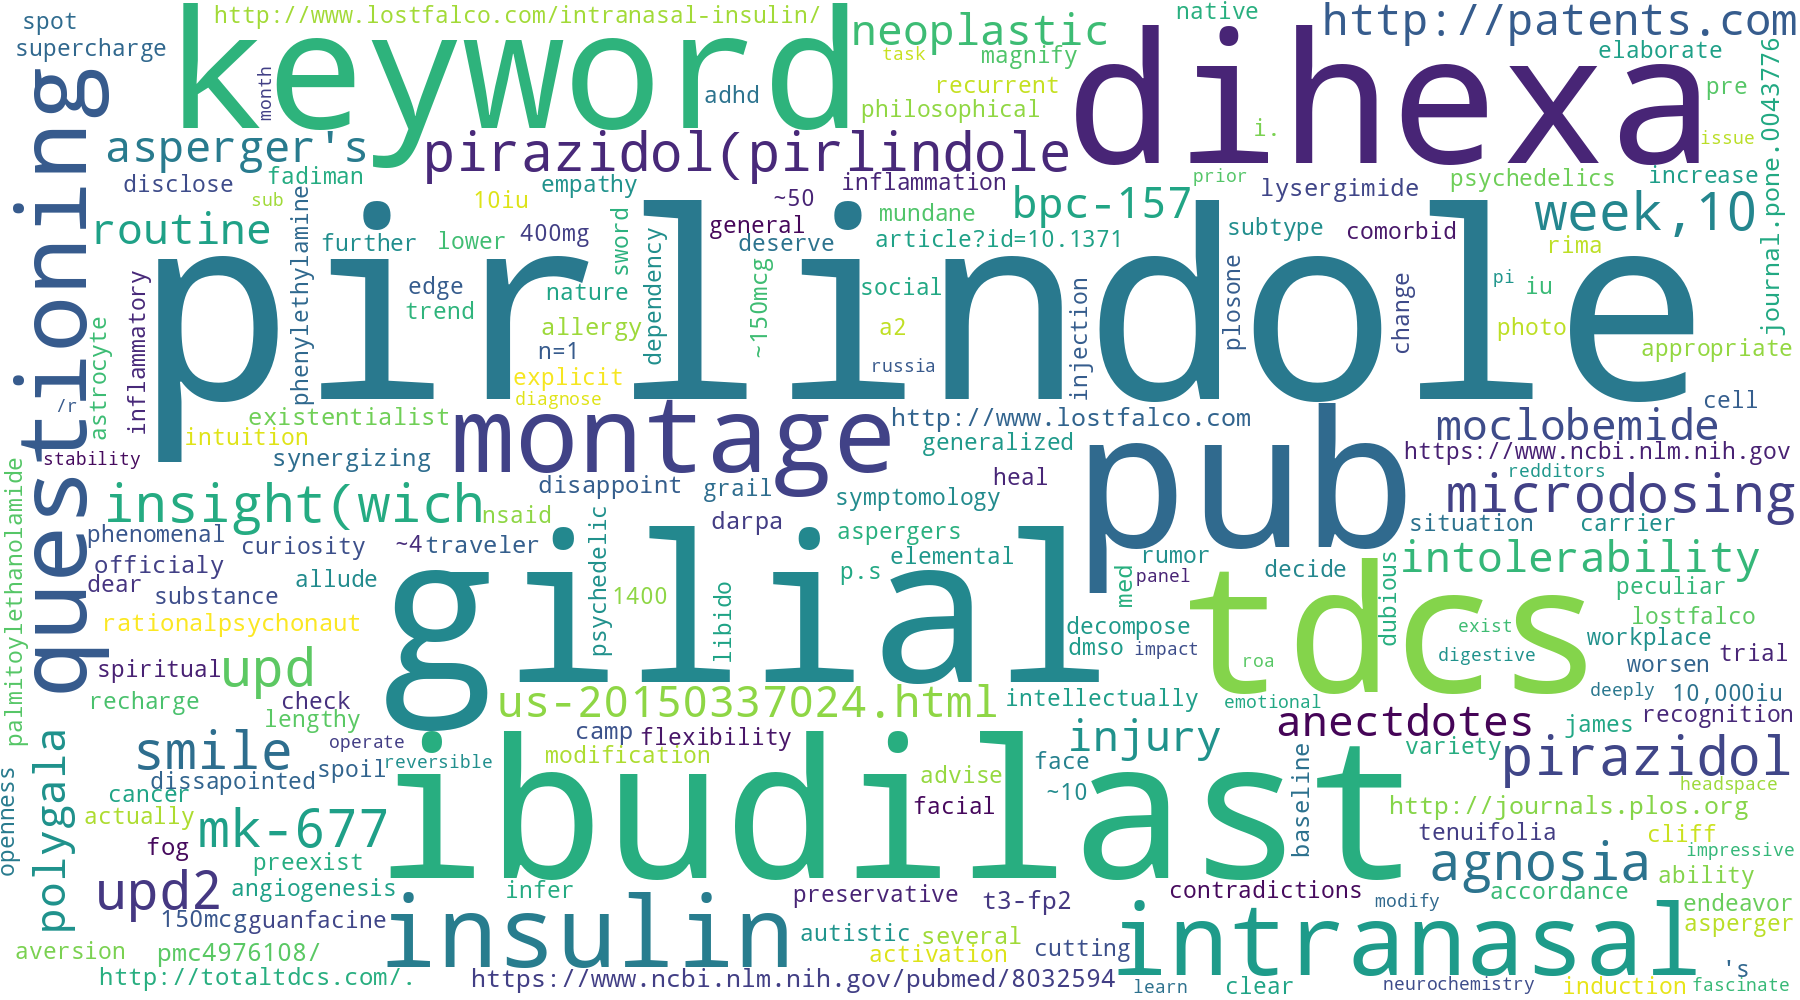 spot
http://www.lostfalco.com/intranasal-insulin/
native
http://patents.com
supercharge
keyword
neoplastic
dihexa
elaborate
task
magnify
month
adhd
recurrent
pre
philosophical
i.
issue
journal.pone.0043776
questioning
asperger's
pirazidol(pirlindole
disclose
fadiman
empathy
~50
inflammation
prior
lysergimide
psychedelics
increase
sub
10iu
bpc-157
week,10
routine
phenylethylamine
further
lower
400mg
sword
dependency
general
deserve
mundane
article?id=10.1371
subtype
comorbid
rima
pirlindole
inflammatory
edge
trend
nature
~150mcg
social
injection
plosone
change
pi
iu
astrocyte
allergy
a2
photo
n=1
russia
appropriate
/r
explicit
diagnose
existentialist
montage
http://www.lostfalco.com
pub
cell
moclobemide
intuition
generalized
https://www.ncbi.nlm.nih.gov
stability
synergizing
heal
redditors
palmitoylethanolamide
insight(wich
disappoint
grail
symptomology
microdosing
nsaid
darpa
phenomenal
curiosity
~4
traveler
psychedelic
aspergers
situation
carrier
officialy
elemental
rumor
intolerability
dear
allude
gilial
p.s
panel
med
decide
dubious
tdcs
peculiar
substance
1400
libido
rationalpsychonaut
decompose
exist
lostfalco
spiritual
upd
dmso
impact
digestive
workplace
roa
worsen
trial
recharge
check
us-20150337024.html
intellectually
emotional
deeply
10,000iu
lengthy
anectdotes
james
recognition
polygala
smile
operate
camp
flexibility
injury
variety
pirazidol
openness
dissapointed
spoil
reversible
modification
ibudilast
advise
face
baseline
headspace
cancer
~10
actually
mk-677
facial
http://journals.plos.org
fog
tenuifolia
cliff
preexist
agnosia
impressive
upd2
angiogenesis
infer
preservative
t3-fp2
contradictions
accordance
ability
150mcg
guanfacine
insulin
modify
endeavor
autistic
several
cutting
intranasal
asperger
aversion
pmc4976108/
activation
http://totaltdcs.com/.
https://www.ncbi.nlm.nih.gov/pubmed/8032594
learn
clear
neurochemistry
induction
's
fascinate